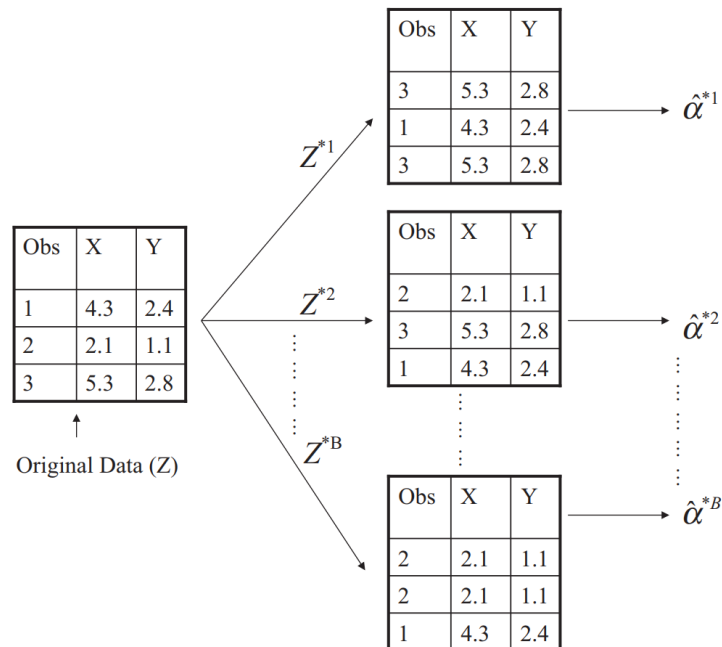 Obs X Y
1 4.3 2.4
2 2.1 1.1
3 5.3 2.8
Original Data (Z)
Z*1
Obs X Y
3 5.3 2.8
1 4.3 2.4
3 5.3 2.8
α̂*1
Z*2
Obs X Y
2 2.1 1.1
3 5.3 2.8
1 4.3 2.4
α̂*2
Z*B
Obs X Y
2 2.1 1.1
2 2.1 1.1
1 4.3 2.4
α̂*B